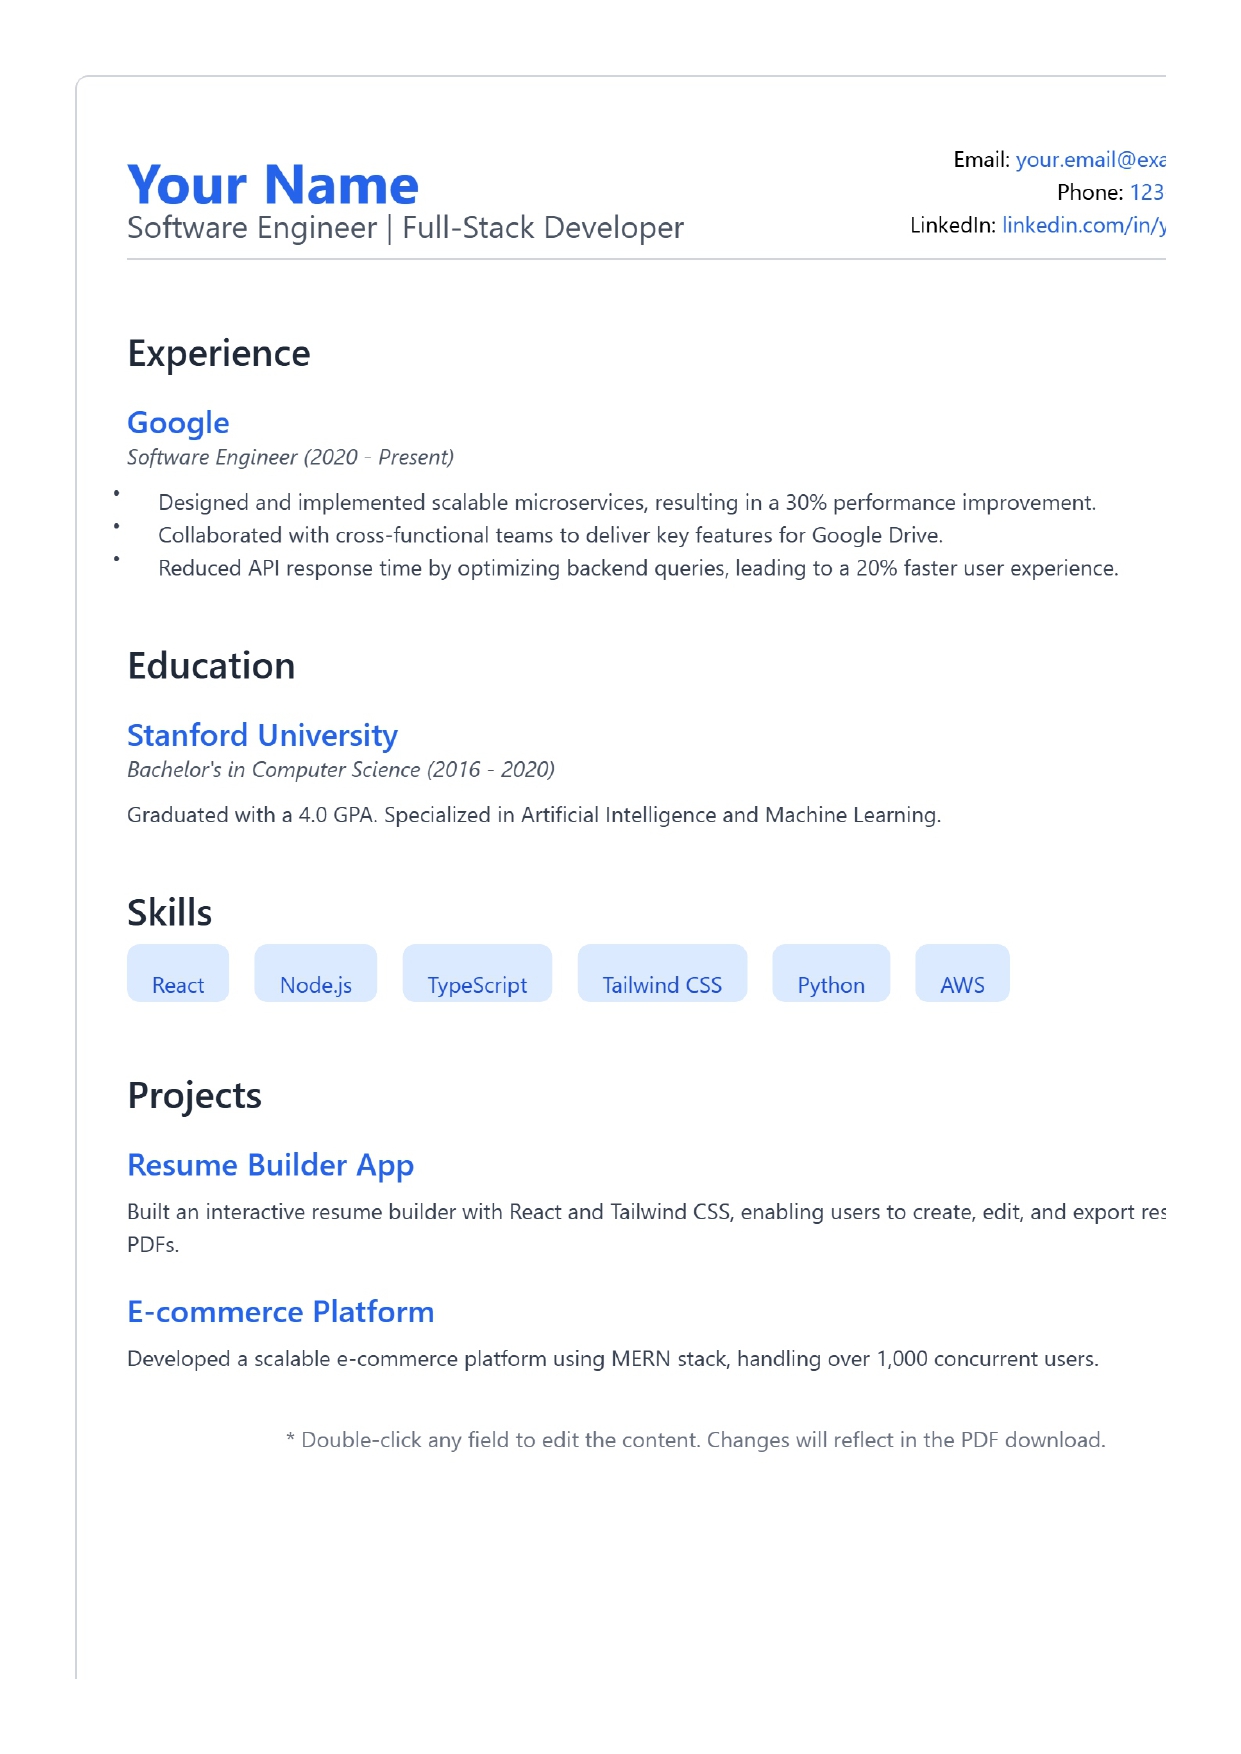 Your Name
Software Engineer | Full-Stack Developer
Email: your.email@exa
Phone: 123
LinkedIn: linkedin.com/in/y
Experience
Google
Software Engineer (2020 - Present)
• Designed and implemented scalable microservices, resulting in a 30% performance improvement.
• Collaborated with cross-functional teams to deliver key features for Google Drive.
• Reduced API response time by optimizing backend queries, leading to a 20% faster user experience.
Education
Stanford University
Bachelor's in Computer Science (2016 - 2020)
Graduated with a 4.0 GPA. Specialized in Artificial Intelligence and Machine Learning.
Skills
React Node.js TypeScript Tailwind CSS Python AWS
Projects
Resume Builder App
Built an interactive resume builder with React and Tailwind CSS, enabling users to create, edit, and export res
PDFs.
E-commerce Platform
Developed a scalable e-commerce platform using MERN stack, handling over 1,000 concurrent users.
* Double-click any field to edit the content. Changes will reflect in the PDF download.